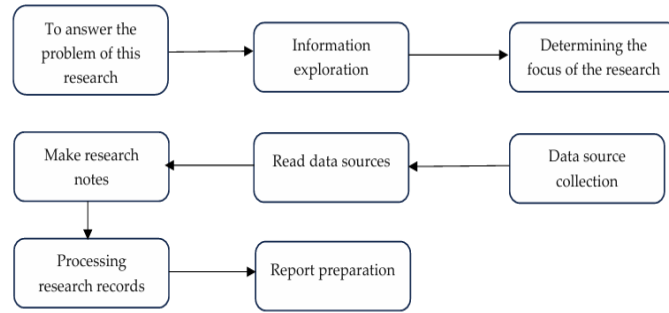 To answer the
problem of this
research
Information
exploration
Determining the
focus of the research
Make research
notes
Read data sources
Data source
collection
Processing
research records
Report preparation